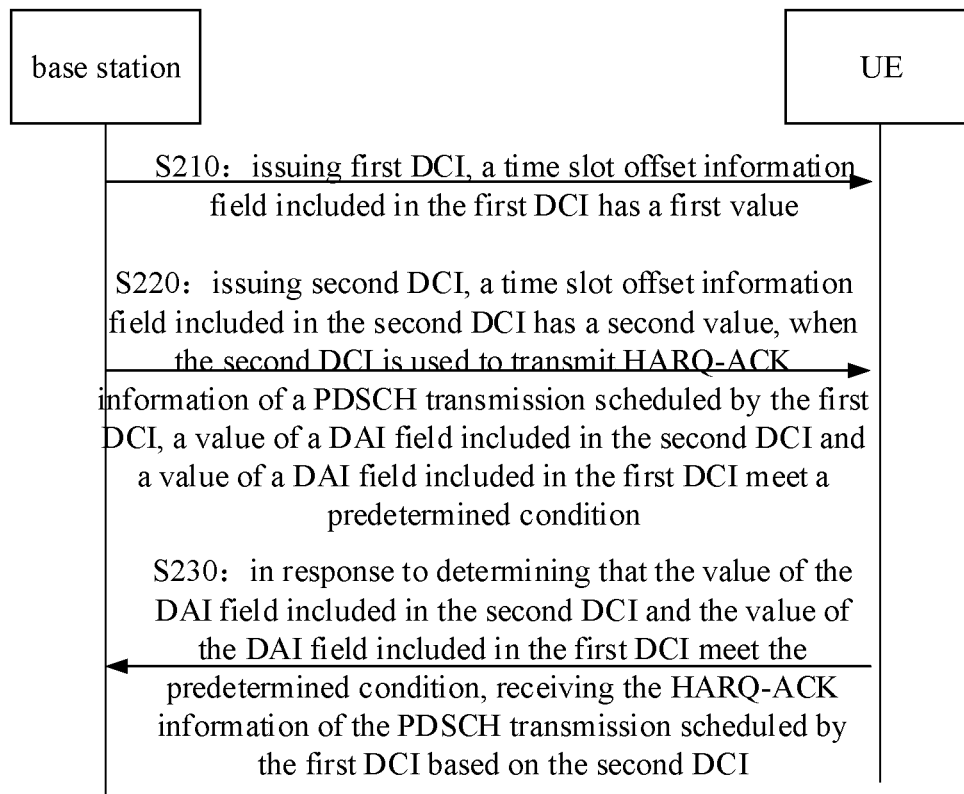 base station
UE
S210：issuing first DCI, a time slot offset information
field included in the first DCI has a first value
S220：issuing second DCI, a time slot offset information
field included in the second DCI has a second value, when
the second DCI is used to transmit HARQ-ACK
information of a PDSCH transmission scheduled by the first
DCI, a value of a DAI field included in the second DCI and
a value of a DAI field included in the first DCI meet a
predetermined condition
S230：in response to determining that the value of the
DAI field included in the second DCI and the value of
the DAI field included in the first DCI meet the
predetermined condition, receiving the HARQ-ACK
information of the PDSCH transmission scheduled by
the first DCI based on the second DCI